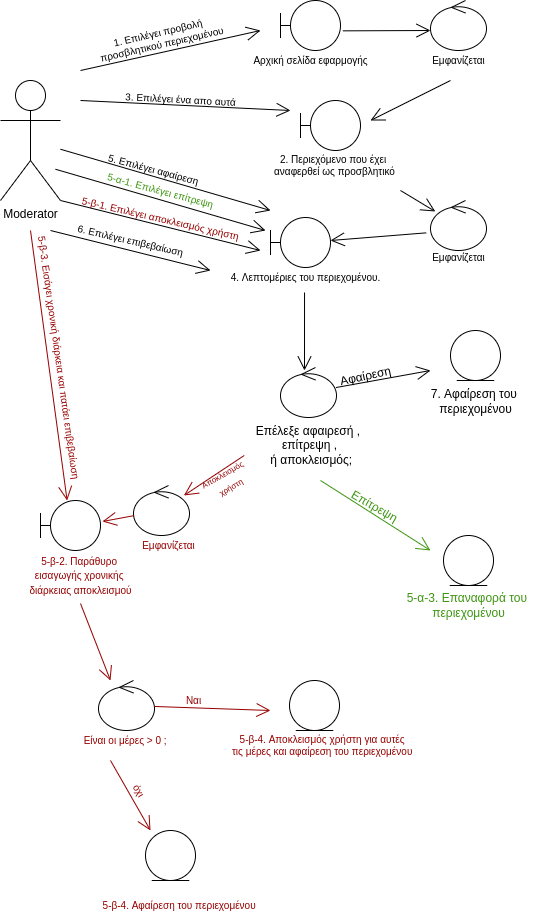 1. Επιλέγει προβολή
προσβλητικού περιεχομένου
Αρχική σελίδα εφαρμογής
Εμφανίζεται
3. Επιλέγει ένα απο αυτά
2. Περιεχόμενο που έχει
αναφερθεί ως προσβλητικό
5. Επιλέγει αφαίρεση
5-α-1. Επιλέγει επίτρεψη
5-β-1. Επιλέγει αποκλεισμός χρήστη
Moderator
6. Επιλέγει επιβεβαίωση
Εμφανίζεται
4. Λεπτομέριες του περιεχομένου.
5-β-3. Εισάγει χρονική διάρκεια και πατάει επιβεβαίωση
Αφαίρεση
7. Αφαίρεση του
περιεχομένου
Επέλεξε αφαιρεσή ,
επίτρεψη ,
ή αποκλεισμός;
Αποκλεισμός
χρήστη
Επίτρεψη
Εμφανίζεται
5-β-2. Παράθυρο
εισαγωγής χρονικής
διάρκειας αποκλεισμού
5-α-3. Επαναφορά του
περιεχομένου
Ναι
Είναι οι μέρες > 0 ;
5-β-4. Αποκλεισμός χρήστη για αυτές
τις μέρες και αφαίρεση του περιεχομένου
όχι
5-β-4. Αφαίρεση του περιεχομένου